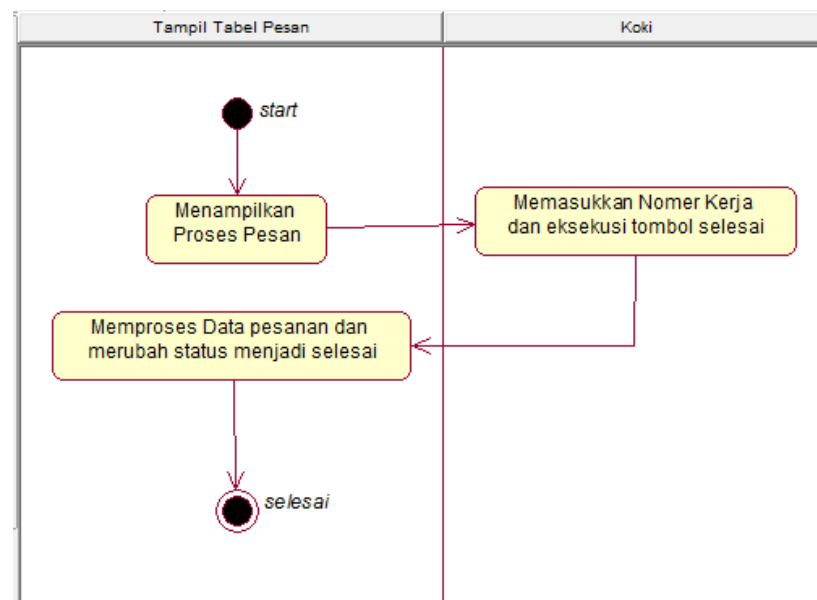 Tampil Tabel Pesan
Koki
start
Menampilkan
Proses Pesan
Memasukkan Nomer Kerja
dan eksekusi tombol selesai
Memproses Data pesanan dan
merubah status menjadi selesai
selesai